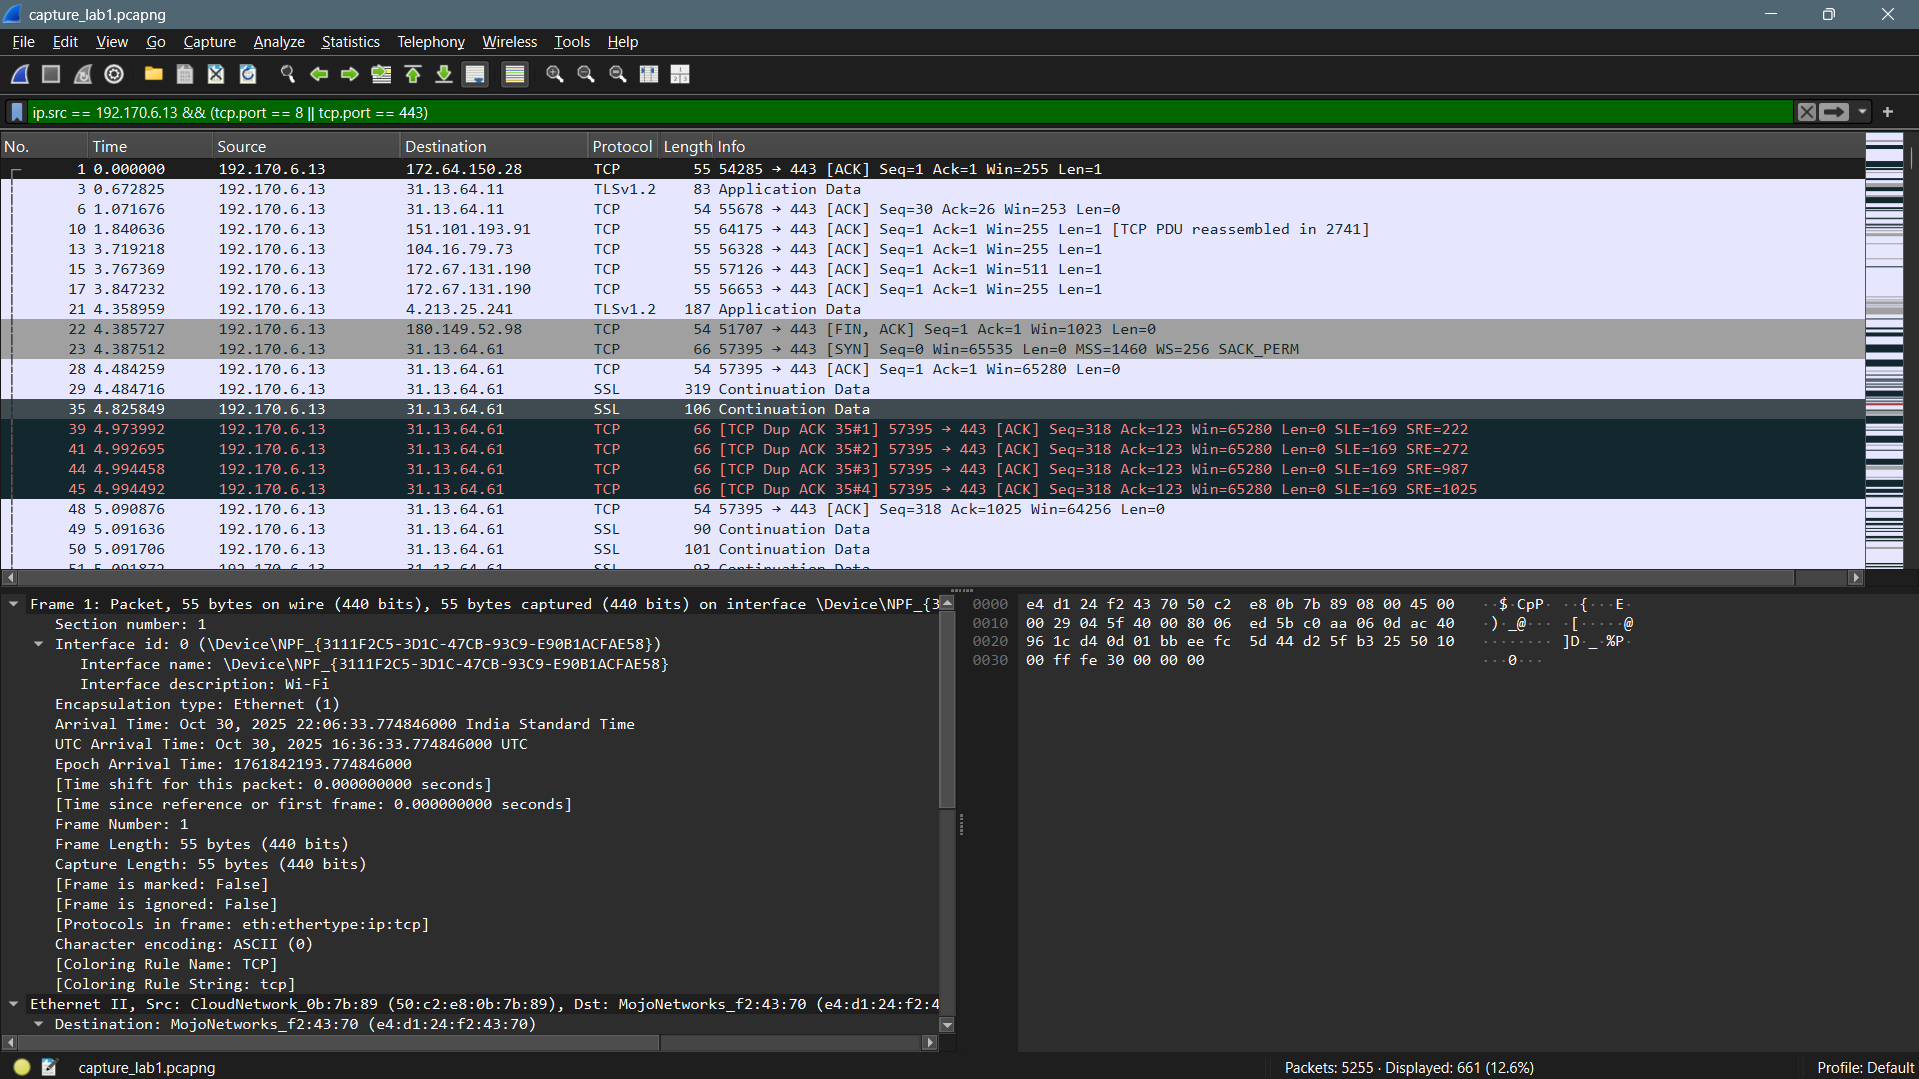 capture_lab1.pcapng
File Edit View Go Capture Analyze Statistics Telephony Wireless Tools Help
ip.src == 192.170.6.13 && (tcp.port == 8 || tcp.port == 443)
No. Time Source Destination Protocol Length Info
1 0.000000 192.170.6.13 172.64.150.28 TCP 55 54285 → 443 [ACK] Seq=1 Ack=1 Win=255 Len=1
3 0.672825 192.170.6.13 31.13.64.11 TLSv1.2 83 Application Data
6 1.071676 192.170.6.13 31.13.64.11 TCP 54 55678 → 443 [ACK] Seq=30 Ack=26 Win=253 Len=0
10 1.840636 192.170.6.13 151.101.193.91 TCP 55 64175 → 443 [ACK] Seq=1 Ack=1 Win=255 Len=1 [TCP PDU reassembled in 2741]
13 3.719218 192.170.6.13 104.16.79.73 TCP 55 56328 → 443 [ACK] Seq=1 Ack=1 Win=255 Len=1
15 3.767369 192.170.6.13 172.67.131.190 TCP 55 57126 → 443 [ACK] Seq=1 Ack=1 Win=511 Len=1
17 3.847232 192.170.6.13 172.67.131.190 TCP 55 56653 → 443 [ACK] Seq=1 Ack=1 Win=255 Len=1
21 4.358959 192.170.6.13 4.213.25.241 TLSv1.2 187 Application Data
22 4.385727 192.170.6.13 180.149.52.98 TCP 54 51707 → 443 [FIN, ACK] Seq=1 Ack=1 Win=1023 Len=0
23 4.387512 192.170.6.13 31.13.64.61 TCP 66 57395 → 443 [SYN] Seq=0 Win=65535 Len=0 MSS=1460 WS=256 SACK_PERM
28 4.484259 192.170.6.13 31.13.64.61 TCP 54 57395 → 443 [ACK] Seq=1 Ack=1 Win=65280 Len=0
29 4.484716 192.170.6.13 31.13.64.61 SSL 319 Continuation Data
35 4.825849 192.170.6.13 31.13.64.61 SSL 106 Continuation Data
39 4.973992 192.170.6.13 31.13.64.61 TCP 66 [TCP Dup ACK 35#1] 57395 → 443 [ACK] Seq=318 Ack=123 Win=65280 Len=0 SLE=169 SRE=222
41 4.992695 192.170.6.13 31.13.64.61 TCP 66 [TCP Dup ACK 35#2] 57395 → 443 [ACK] Seq=318 Ack=123 Win=65280 Len=0 SLE=169 SRE=272
44 4.994458 192.170.6.13 31.13.64.61 TCP 66 [TCP Dup ACK 35#3] 57395 → 443 [ACK] Seq=318 Ack=123 Win=65280 Len=0 SLE=169 SRE=987
45 4.994492 192.170.6.13 31.13.64.61 TCP 66 [TCP Dup ACK 35#4] 57395 → 443 [ACK] Seq=318 Ack=123 Win=65280 Len=0 SLE=169 SRE=1025
48 5.090876 192.170.6.13 31.13.64.61 TCP 54 57395 → 443 [ACK] Seq=318 Ack=1025 Win=64256 Len=0
49 5.091636 192.170.6.13 31.13.64.61 SSL 90 Continuation Data
50 5.091706 192.170.6.13 31.13.64.61 SSL 101 Continuation Data
51 5.091872 192.170.6.13 31.13.64.61 SSL 93 Continuation Data
Frame 1: Packet, 55 bytes on wire (440 bits), 55 bytes captured (440 bits) on interface \Device\NPF_{3
Section number: 1
Interface id: 0 (\Device\NPF_{3111F2C5-3D1C-47CB-93C9-E90B1ACFAE58})
Interface name: \Device\NPF_{3111F2C5-3D1C-47CB-93C9-E90B1ACFAE58}
Interface description: Wi-Fi
Encapsulation type: Ethernet (1)
Arrival Time: Oct 30, 2025 22:06:33.774846000 India Standard Time
UTC Arrival Time: Oct 30, 2025 16:36:33.774846000 UTC
Epoch Arrival Time: 1761842193.774846000
[Time shift for this packet: 0.000000000 seconds]
[Time since reference or first frame: 0.000000000 seconds]
Frame Number: 1
Frame Length: 55 bytes (440 bits)
Capture Length: 55 bytes (440 bits)
[Frame is marked: False]
[Frame is ignored: False]
[Protocols in frame: eth:ethertype:ip:tcp]
Character encoding: ASCII (0)
[Coloring Rule Name: TCP]
[Coloring Rule String: tcp]
Ethernet II, Src: CloudNetwork_0b:7b:89 (50:c2:e8:0b:7b:89), Dst: MojoNetworks_f2:43:70 (e4:d1:24:f2:4
Destination: MojoNetworks_f2:43:70 (e4:d1:24:f2:43:70)
0000 e4 d1 24 f2 43 70 50 c2 e8 0b 7b 89 08 00 45 00 ··$·CpP· ··{···E·
0010 00 29 04 5f 40 00 80 06 ed 5b c0 aa 06 0d ac 40 ·)·_@··· ·[·····@
0020 96 1c d4 0d 01 bb ee fc 5d 44 d2 5f b3 25 50 10 ········ ]D·_·%P·
0030 00 ff fe 30 00 00 00 ···0···
capture_lab1.pcapng
Packets: 5255 · Displayed: 661 (12.6%)
Profile: Default